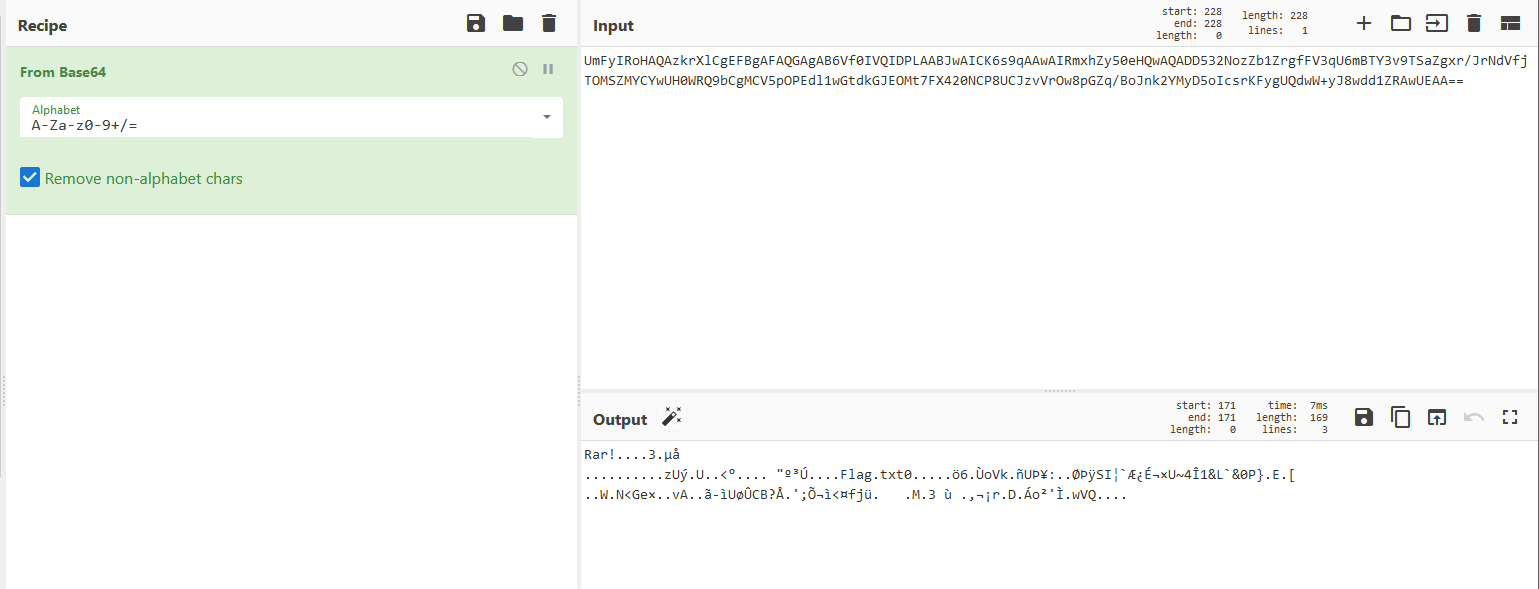 Recipe
From Base64
Alphabet
A-Za-z0-9+/=
Remove non-alphabet chars
Input
start: 228
end: 228
length: 0
length: 228
lines: 1
UmFyIRoHAQAzkrXlCgEFBgAFAQGAgAB6Vf0IVQIDPLAABJwAICK6s9qAAwAIRmxhZy50eHQwAQADD532NozZb1ZrgfFV3qU6mBTY3v9TSaZgxr/JrNdVfj
TOMSZMYCYwUH0WRQ9bCgMCV5pOPEdl1wGtdkGJEOMt7FX420NCP8UCJzvVrOw8pGZq/BoJnk2YMyD5oIcsrKFygUQdwW+yJ8wdd1ZRAwUEAA==
Output
start: 171
end: 171
length: 0
time: 7ms
length: 169
lines: 3
Rar!....3.µå
..........zUý.U..<°.... "º³Ú....Flag.txt0.....ö6.ÙoVk.ñUÞ¥:..ØÞÿSI¦`Æ¿É¬×U~4Î1&L`&0P}.E.[
..W.N<Ge×..vA..ã-ìUøÛCB?Å.';Õ¬ì<¤fjü.   .M.3 ù .,¬¡r.D.Áo²'Ì.wVQ....